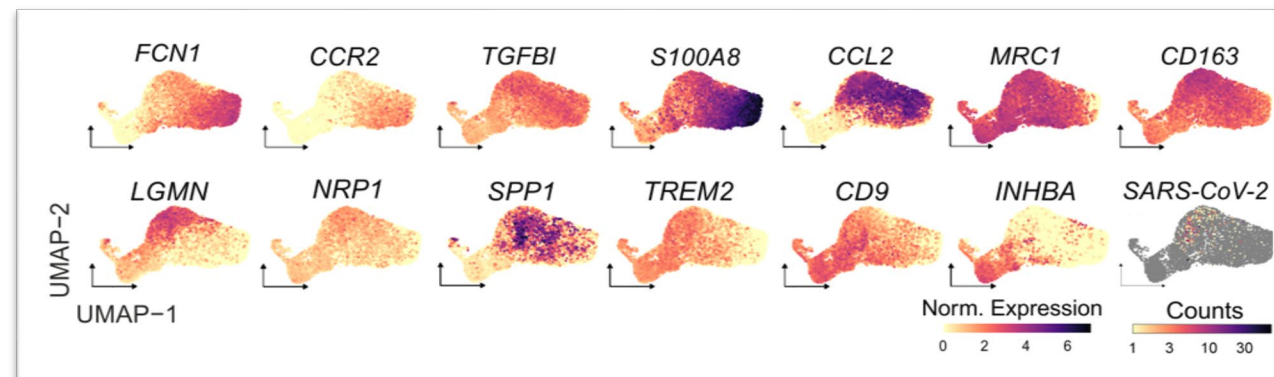 FCN1 CCR2 TGFBI S100A8 CCL2 MRC1 CD163
LGMN NRP1 SPP1 TREM2 CD9 INHBA SARS-CoV-2
UMAP−2
UMAP−1
Norm. Expression Counts
0 2 4 6 1 3 10 30